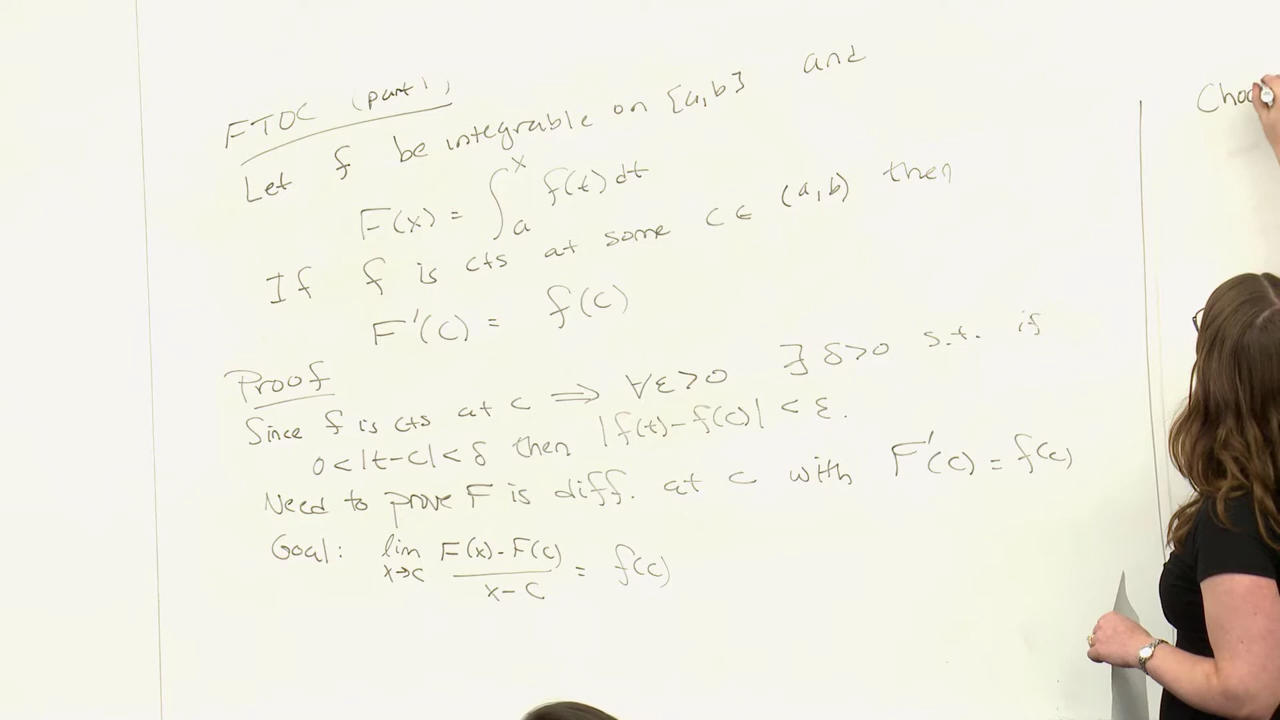 FTOC (part 1)
Let f be integrable on [a,b] and
F(x) = ∫_a^x f(t) dt
If f is cts at some c ∈ (a,b) then
F'(c) = f(c)
Proof
Since f is cts at c ⟹ ∀ε>0 ∃ δ>0 s.t. if
0<|t-c|<δ then |f(t)-f(c)| < ε.
Need to prove F is diff. at c with F'(c) = f(c)
Goal: lim_{x→c} (F(x)-F(c))/(x-c) = f(c)